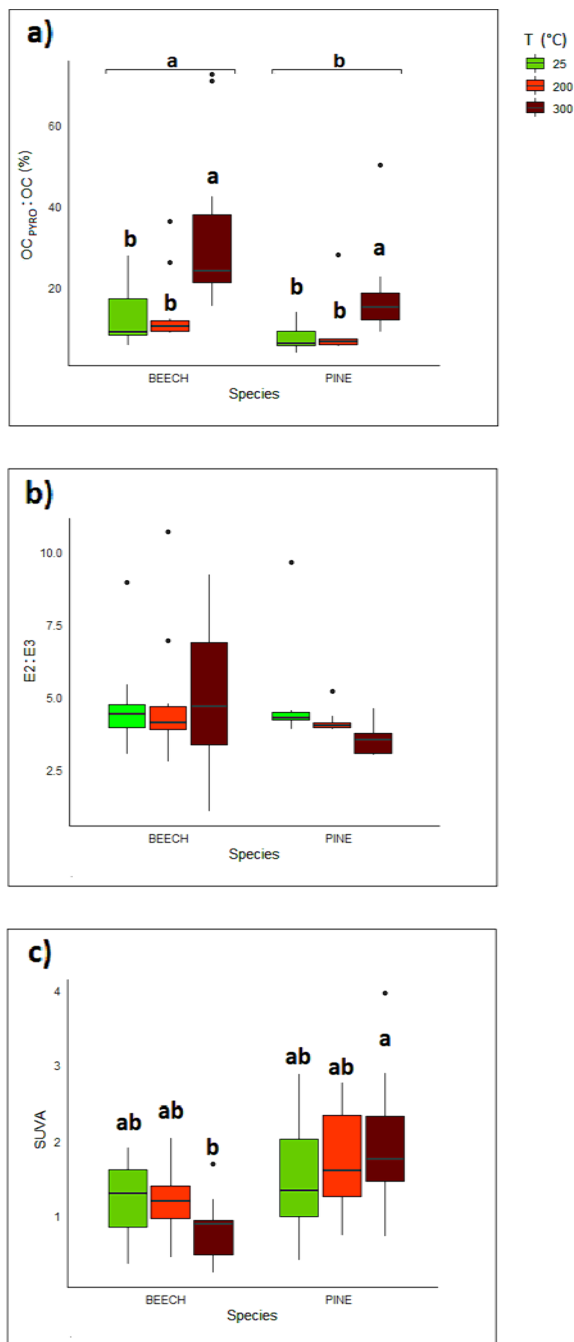 a)
T (°C)
25
200
300
a
b
60
40
20
b
b
a
b
b
a
OC PYRO : OC (%)
BEECH
PINE
Species
b)
10.0
7.5
5.0
2.5
E2:E3
BEECH
PINE
Species
c)
4
3
2
1
SUVA
ab
ab
b
ab
ab
a
BEECH
PINE
Species